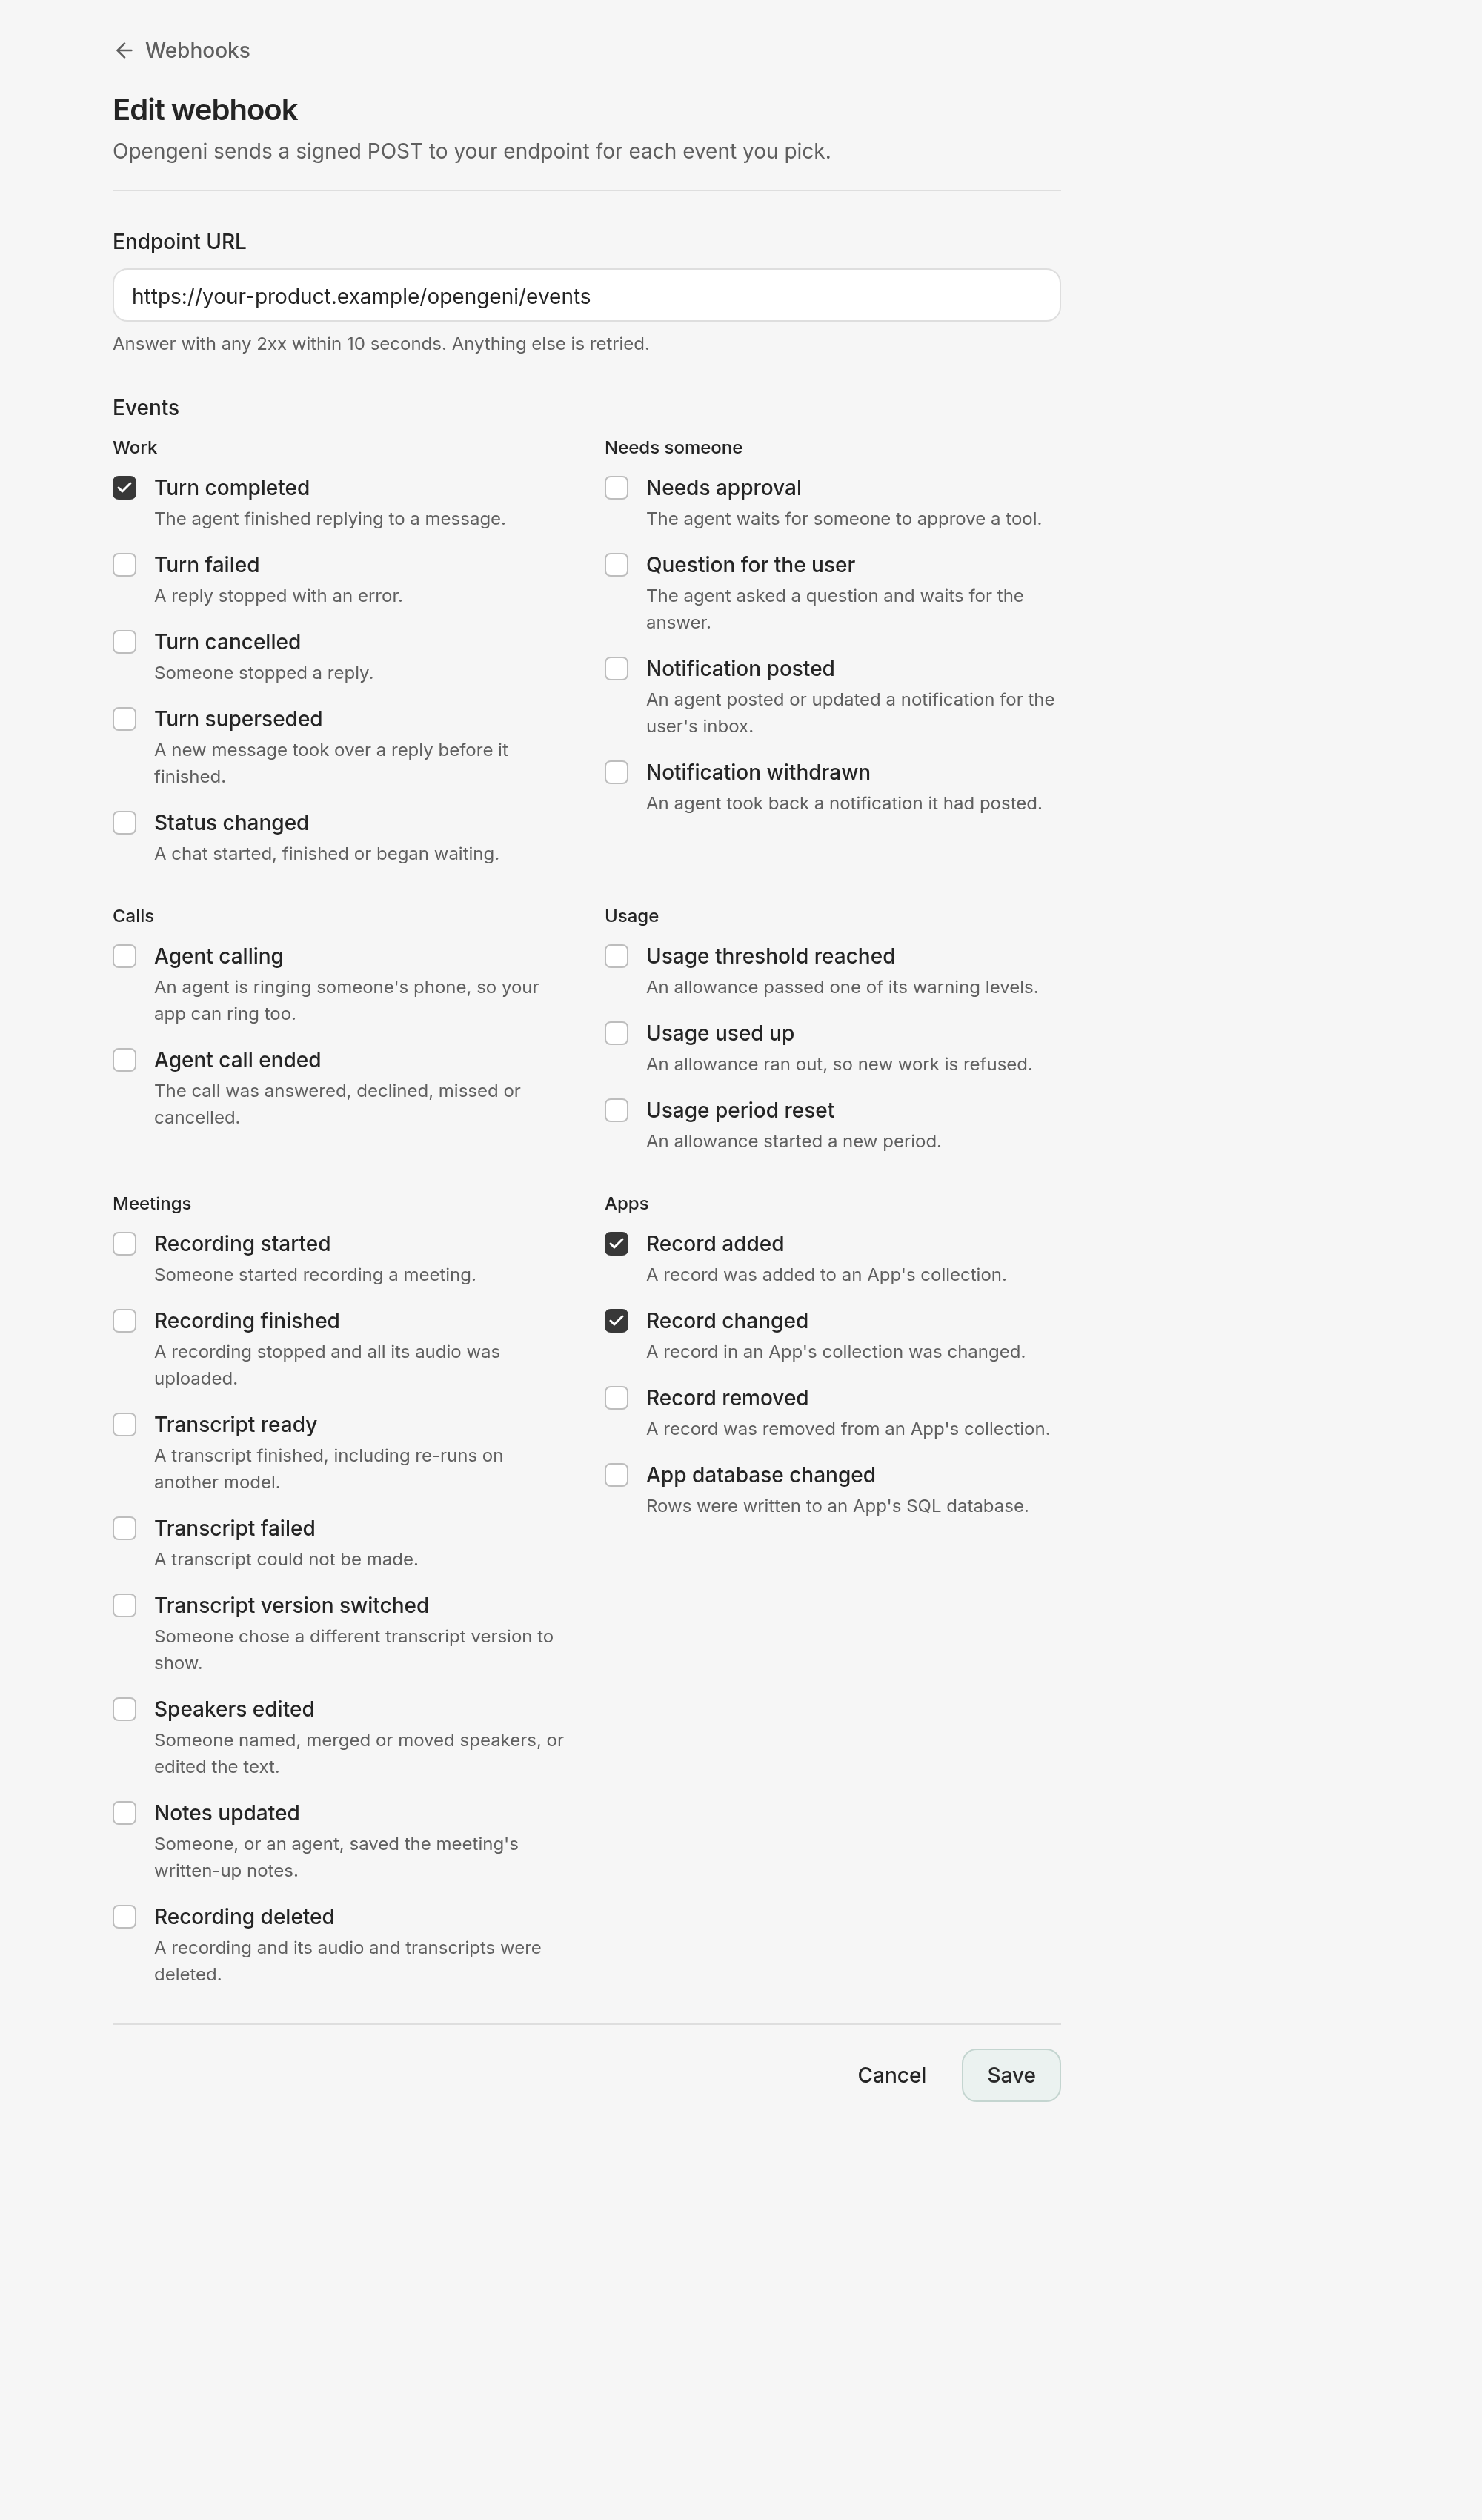 Webhooks
Edit webhook
Opengeni sends a signed POST to your endpoint for each event you pick.
Endpoint URL
https://your-product.example/opengeni/events
Answer with any 2xx within 10 seconds. Anything else is retried.
Events
Work
Turn completed
The agent finished replying to a message.
Turn failed
A reply stopped with an error.
Turn cancelled
Someone stopped a reply.
Turn superseded
A new message took over a reply before it
finished.
Status changed
A chat started, finished or began waiting.
Needs someone
Needs approval
The agent waits for someone to approve a tool.
Question for the user
The agent asked a question and waits for the
answer.
Notification posted
An agent posted or updated a notification for the
user's inbox.
Notification withdrawn
An agent took back a notification it had posted.
Calls
Agent calling
An agent is ringing someone's phone, so your
app can ring too.
Agent call ended
The call was answered, declined, missed or
cancelled.
Usage
Usage threshold reached
An allowance passed one of its warning levels.
Usage used up
An allowance ran out, so new work is refused.
Usage period reset
An allowance started a new period.
Meetings
Recording started
Someone started recording a meeting.
Recording finished
A recording stopped and all its audio was
uploaded.
Transcript ready
A transcript finished, including re-runs on
another model.
Transcript failed
A transcript could not be made.
Transcript version switched
Someone chose a different transcript version to
show.
Speakers edited
Someone named, merged or moved speakers, or
edited the text.
Notes updated
Someone, or an agent, saved the meeting's
written-up notes.
Recording deleted
A recording and its audio and transcripts were
deleted.
Apps
Record added
A record was added to an App's collection.
Record changed
A record in an App's collection was changed.
Record removed
A record was removed from an App's collection.
App database changed
Rows were written to an App's SQL database.
Cancel
Save